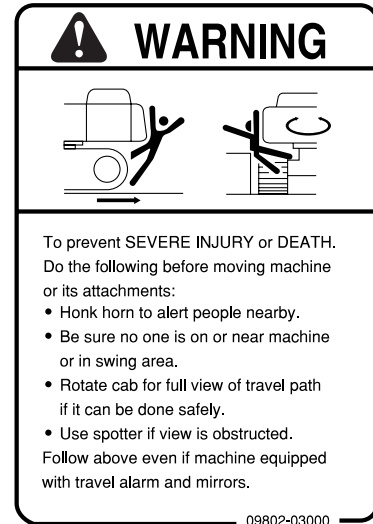 WARNING
To prevent SEVERE INJURY or DEATH.
Do the following before moving machine
or its attachments:
• Honk horn to alert people nearby.
• Be sure no one is on or near machine
or in swing area.
• Rotate cab for full view of travel path
if it can be done safely.
• Use spotter if view is obstructed.
Follow above even if machine equipped
with travel alarm and mirrors.
09802-03000